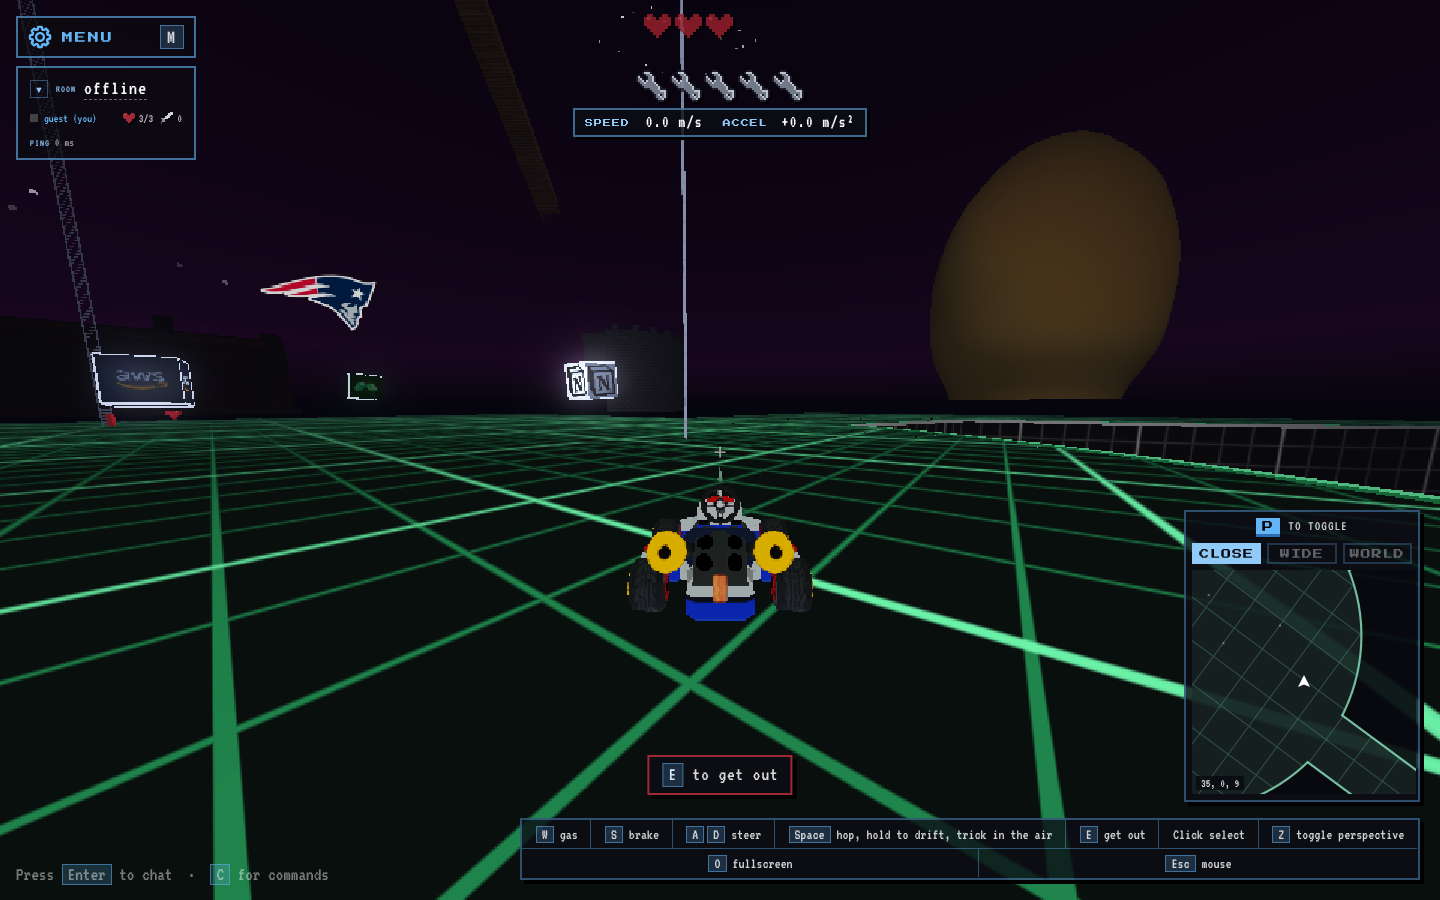 MENU M
ROOM offline
guest (you) 3/3 0
PING 0 ms
SPEED 0.0 m/s ACCEL +0.0 m/s²
aws
N N
P TO TOGGLE
CLOSE WIDE WORLD
35, 0, 9
E to get out
W gas S brake A D steer Space hop, hold to drift, trick in the air E get out Click select Z toggle perspective
O fullscreen Esc mouse
Press Enter to chat · C for commands